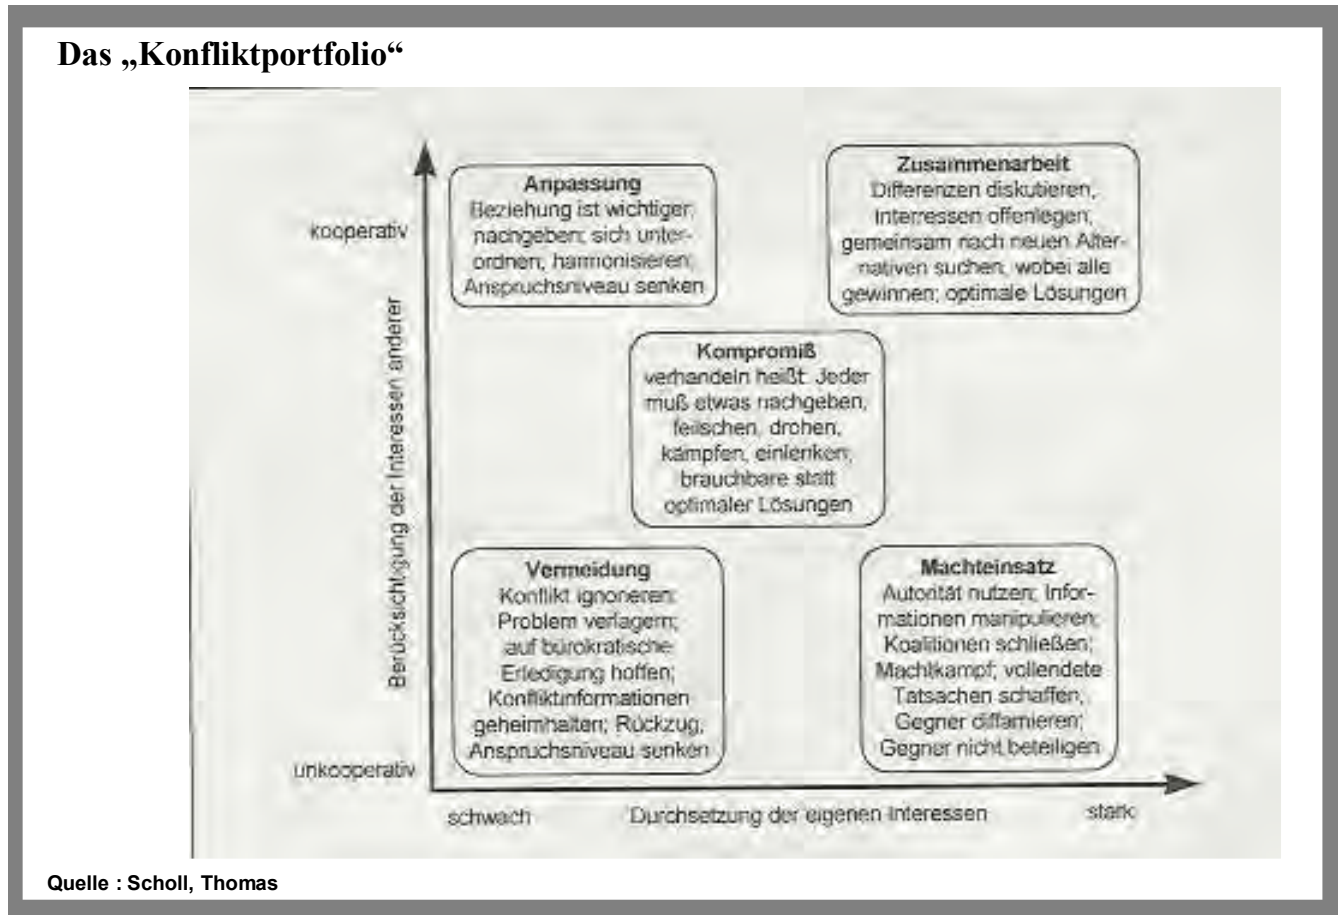 Das „Konfliktportfolio“
Anpassung
Beziehung ist wichtiger;
nachgeben; sich unter-
ordnen, harmonisieren;
Anspruchsniveau senken
Zusammenarbeit
Differenzen diskutieren,
Interressen offenlegen;
gemeinsam nach neuen Alter-
nativen suchen, wobei alle
gewinnen; optimale Lösungen
kooperativ
Kompromiß
verhandeln heißt: Jeder
muß etwas nachgeben,
feilschen, drohen,
kämpfen, einlenken;
brauchbare statt
optimaler Lösungen
Berücksichtigung der Interessen anderer
Vermeidung
Konflikt ignorieren;
Problem verlagern;
auf bürokratische
Erledigung hoffen;
Konfliktinformationen
geheimhalten; Rückzug,
Anspruchsniveau senken
Machteinsatz
Autorität nutzen; Infor-
mationen manipulieren;
Koalitionen schließen;
Machtkampf; vollendete
Tatsachen schaffen,
Gegner diffamieren;
Gegner nicht beteiligen
unkooperativ
schwach
Durchsetzung der eigenen Interessen
stark
Quelle : Scholl, Thomas